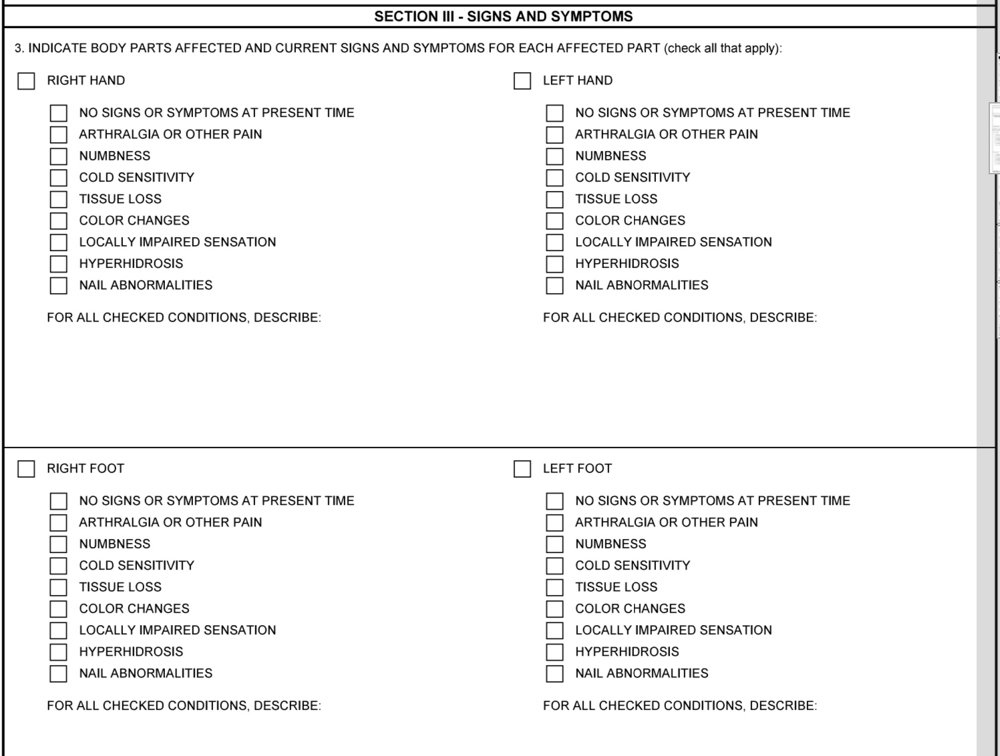 SECTION III - SIGNS AND SYMPTOMS
3. INDICATE BODY PARTS AFFECTED AND CURRENT SIGNS AND SYMPTOMS FOR EACH AFFECTED PART (check all that apply):
RIGHT HAND
NO SIGNS OR SYMPTOMS AT PRESENT TIME
ARTHRALGIA OR OTHER PAIN
NUMBNESS
COLD SENSITIVITY
TISSUE LOSS
COLOR CHANGES
LOCALLY IMPAIRED SENSATION
HYPERHIDROSIS
NAIL ABNORMALITIES
FOR ALL CHECKED CONDITIONS, DESCRIBE:
LEFT HAND
NO SIGNS OR SYMPTOMS AT PRESENT TIME
ARTHRALGIA OR OTHER PAIN
NUMBNESS
COLD SENSITIVITY
TISSUE LOSS
COLOR CHANGES
LOCALLY IMPAIRED SENSATION
HYPERHIDROSIS
NAIL ABNORMALITIES
FOR ALL CHECKED CONDITIONS, DESCRIBE:
RIGHT FOOT
NO SIGNS OR SYMPTOMS AT PRESENT TIME
ARTHRALGIA OR OTHER PAIN
NUMBNESS
COLD SENSITIVITY
TISSUE LOSS
COLOR CHANGES
LOCALLY IMPAIRED SENSATION
HYPERHIDROSIS
NAIL ABNORMALITIES
FOR ALL CHECKED CONDITIONS, DESCRIBE:
LEFT FOOT
NO SIGNS OR SYMPTOMS AT PRESENT TIME
ARTHRALGIA OR OTHER PAIN
NUMBNESS
COLD SENSITIVITY
TISSUE LOSS
COLOR CHANGES
LOCALLY IMPAIRED SENSATION
HYPERHIDROSIS
NAIL ABNORMALITIES
FOR ALL CHECKED CONDITIONS, DESCRIBE: